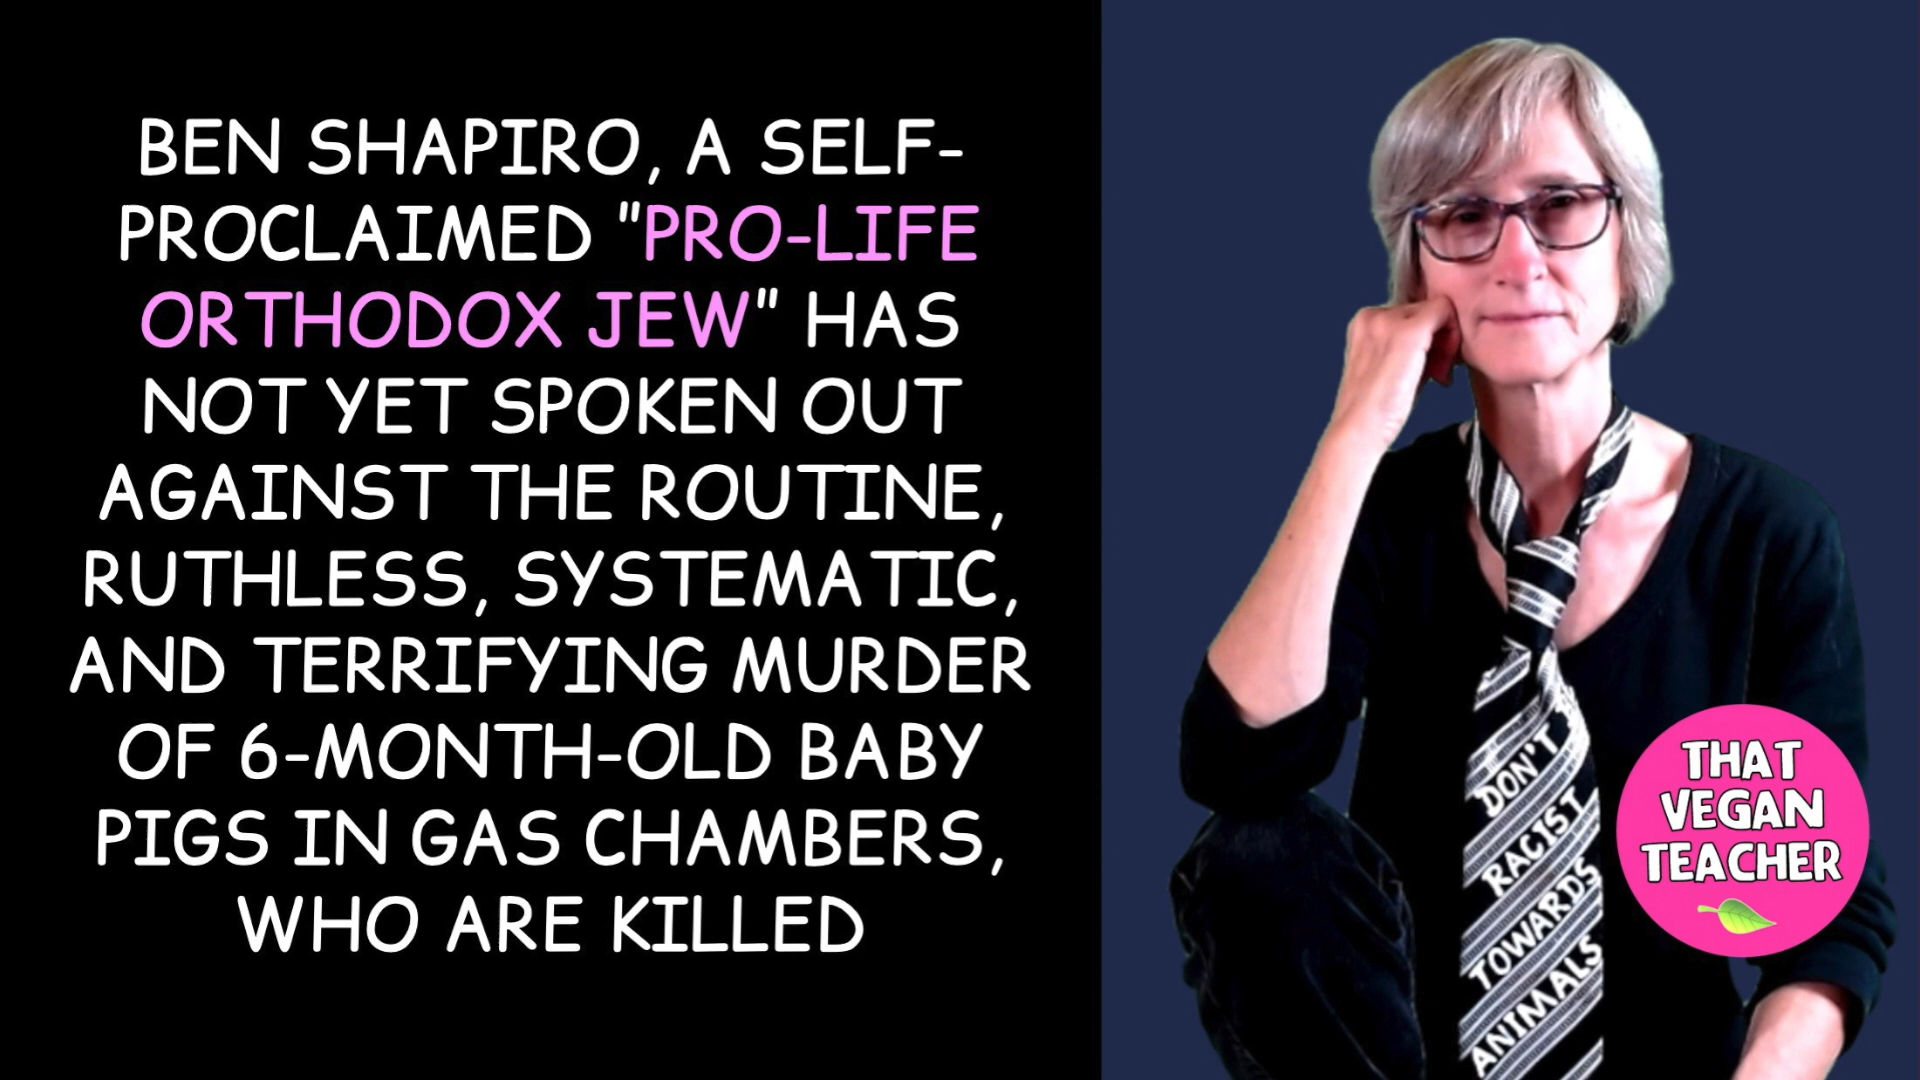 BEN SHAPIRO, A SELF-
PROCLAIMED "PRO-LIFE
ORTHODOX JEW" HAS
NOT YET SPOKEN OUT
AGAINST THE ROUTINE,
RUTHLESS, SYSTEMATIC,
AND TERRIFYING MURDER
OF 6-MONTH-OLD BABY
PIGS IN GAS CHAMBERS,
WHO ARE KILLED
DON'T
RACIST
TOWARDS
ANIMALS
THAT
VEGAN
TEACHER